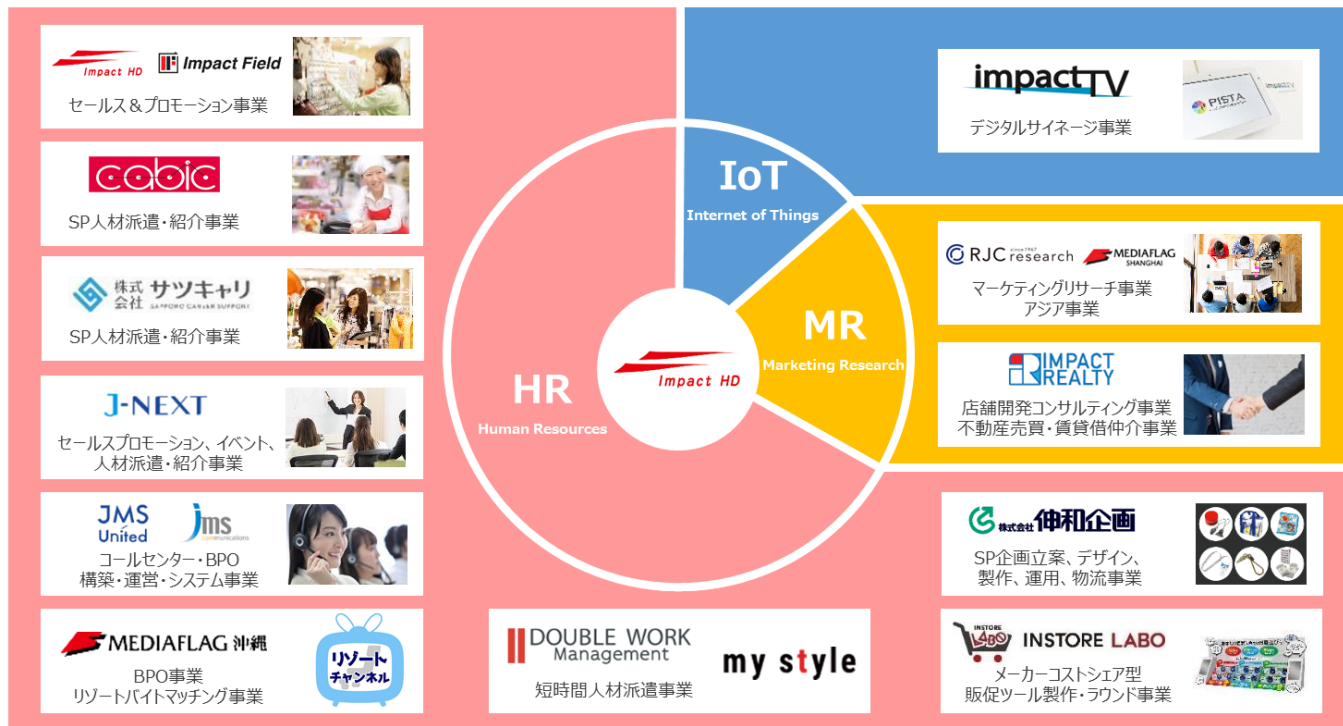 Impact HD
Impact Field
セールス＆プロモーション事業
cabic
SP人材派遣・紹介事業
株式会社 サツキャリ
SAPPORO CAREER SUPPORT
SP人材派遣・紹介事業
J-NEXT
セールスプロモーション、イベント、
人材派遣・紹介事業
JMS United
jms communications
コールセンター・BPO
構築・運営・システム事業
MEDIAFLAG 沖縄
BPO事業
リゾートバイトマッチング事業
リゾート
チャンネル
IoT
Internet of Things
MR
Marketing Research
HR
Human Resources
Impact HD
DOUBLE WORK
Management
my style
短時間人材派遣事業
impactTV
デジタルサイネージ事業
PISTA
RJC research
since 1967
MEDIAFLAG
SHANGHAI
マーケティングリサーチ事業
アジア事業
IMPACT
REALTY
店舗開発コンサルティング事業
不動産売買・賃貸借仲介事業
株式会社 伸和企画
SP企画立案、デザイン、
製作、運用、物流事業
INSTORE
LABO
INSTORE LABO
メーカーコストシェア型
販促ツール製作・ラウンド事業